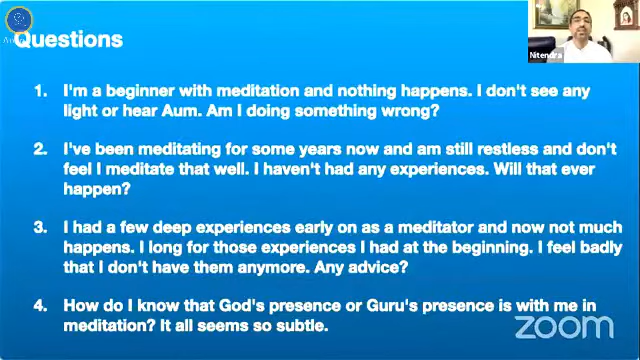 Questions
Nitendra
1. I'm a beginner with meditation and nothing happens. I don't see any
light or hear Aum. Am I doing something wrong?
2. I've been meditating for some years now and am still restless and don't
feel I meditate that well. I haven't had any experiences. Will that ever
happen?
3. I had a few deep experiences early on as a meditator and now not much
happens. I long for those experiences I had at the beginning. I feel badly
that I don't have them anymore. Any advice?
4. How do I know that God's presence or Guru's presence is with me in
meditation? It all seems so subtle.
zoom